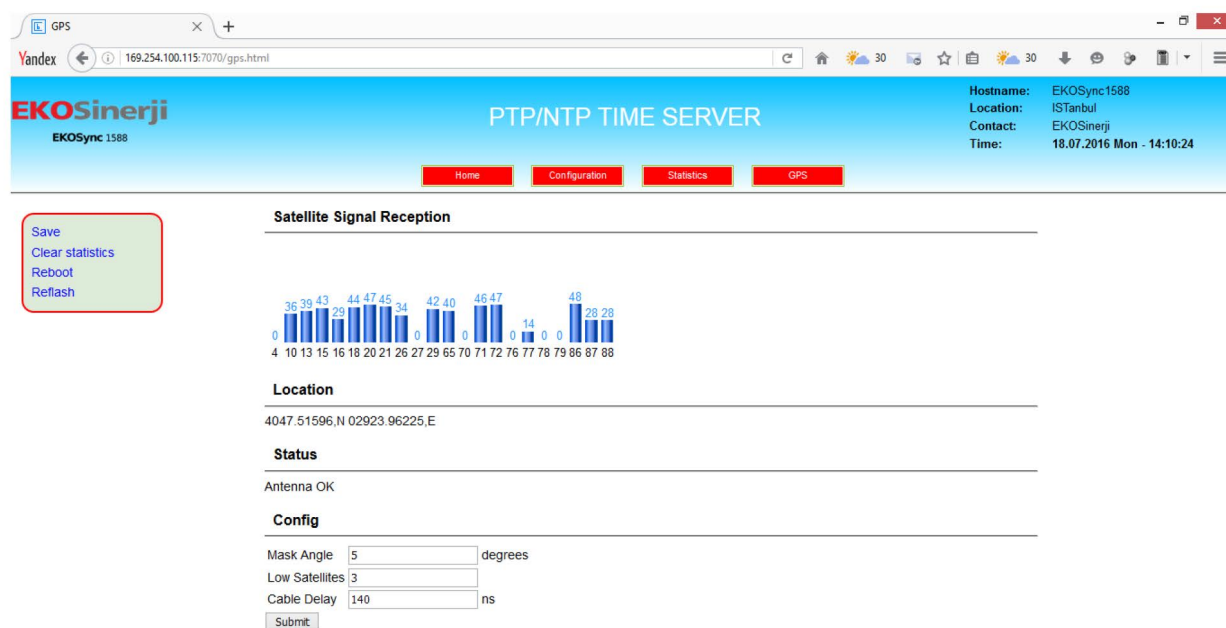 GPS
Yandex 169.254.100.115:7070/gps.html 30 30
EKOSinerji
EKOSync 1588
PTP/NTP TIME SERVER
Hostname: EKOSync1588
Location: ISTanbul
Contact: EKOSinerji
Time: 18.07.2016 Mon - 14:10:24
Home Configuration Statistics GPS
Save
Clear statistics
Reboot
Reflash
Satellite Signal Reception
0 36 39 43 29 44 47 45 34 0 42 40 0 46 47 0 14 0 0 48 28 28
4 10 13 15 16 18 20 21 26 27 29 65 70 71 72 76 77 78 79 86 87 88
Location
4047.51596,N 02923.96225,E
Status
Antenna OK
Config
Mask Angle 5 degrees
Low Satellites 3
Cable Delay 140 ns
Submit